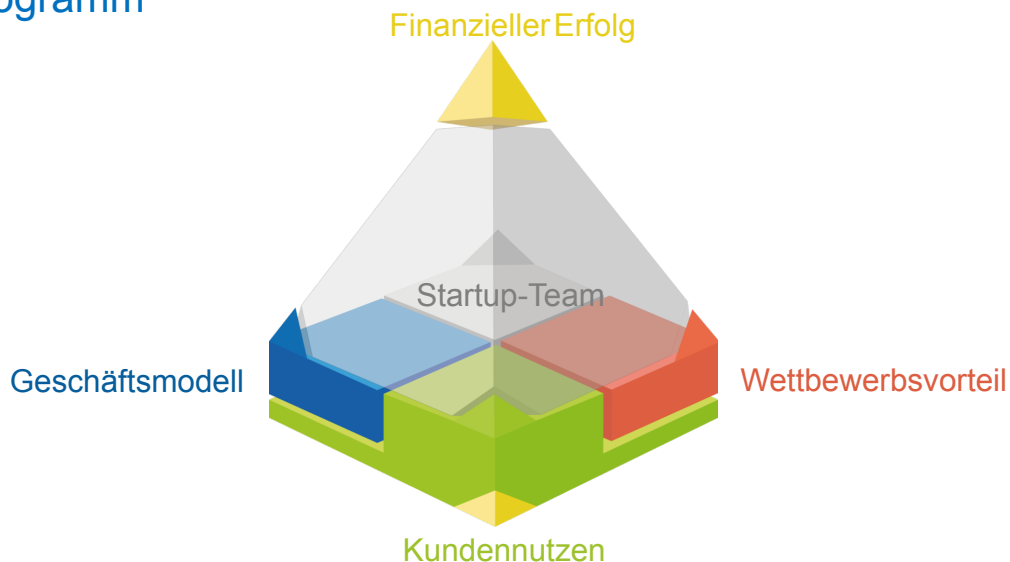 ogramm
Finanzieller Erfolg
Startup-Team
Geschäftsmodell
Wettbewerbsvorteil
Kundennutzen